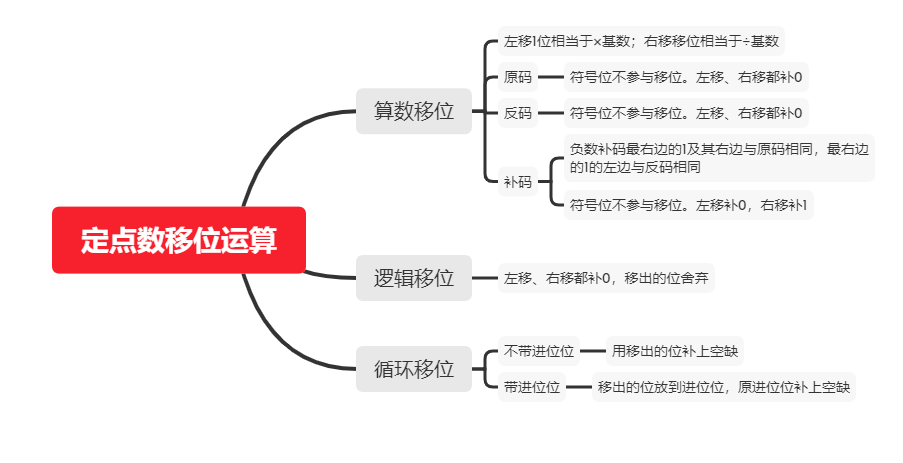 定点数移位运算
算数移位
左移1位相当于×基数；右移移位相当于÷基数
原码
符号位不参与移位。左移、右移都补0
反码
符号位不参与移位。左移、右移都补0
补码
负数补码最右边的1及其右边与原码相同，最右边
的1的左边与反码相同
符号位不参与移位。左移补0，右移补1
逻辑移位
左移、右移都补0，移出的位舍弃
循环移位
不带进位位
用移出的位补上空缺
带进位位
移出的位放到进位位，原进位位补上空缺